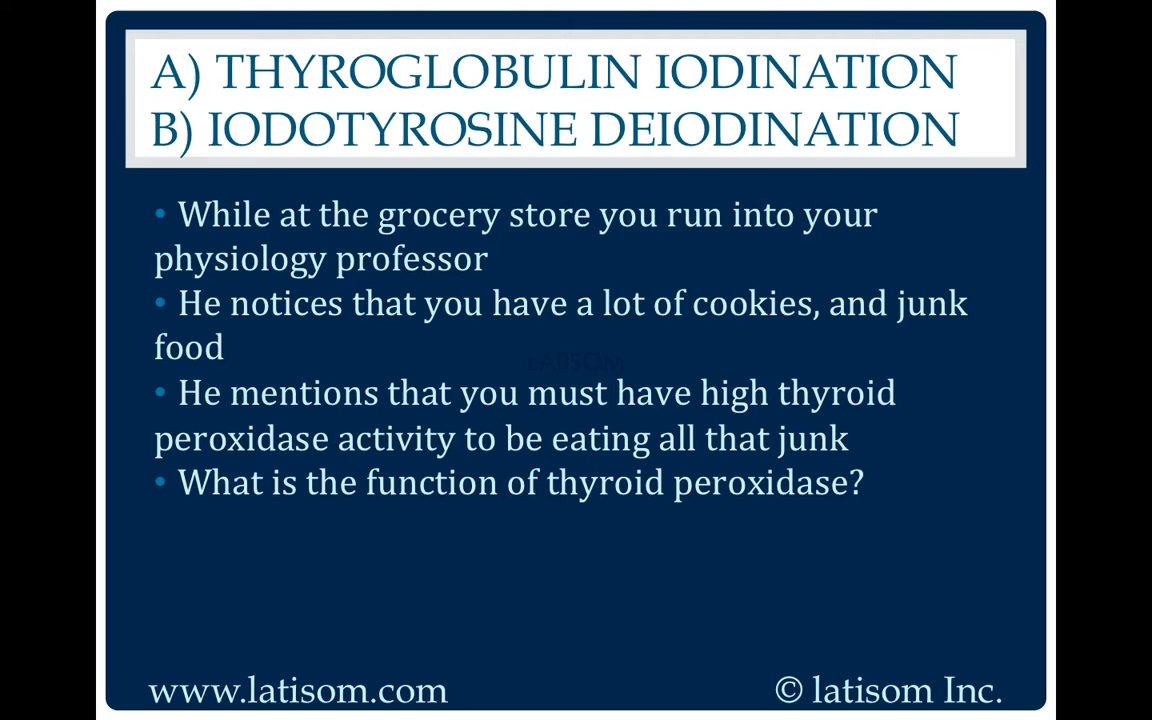 A) THYROGLOBULIN IODINATION
B) IODOTYROSINE DEIODINATION
• While at the grocery store you run into your
physiology professor
• He notices that you have a lot of cookies, and junk
food
LATISOM
• He mentions that you must have high thyroid
peroxidase activity to be eating all that junk
• What is the function of thyroid peroxidase?
www.latisom.com
© latisom Inc.